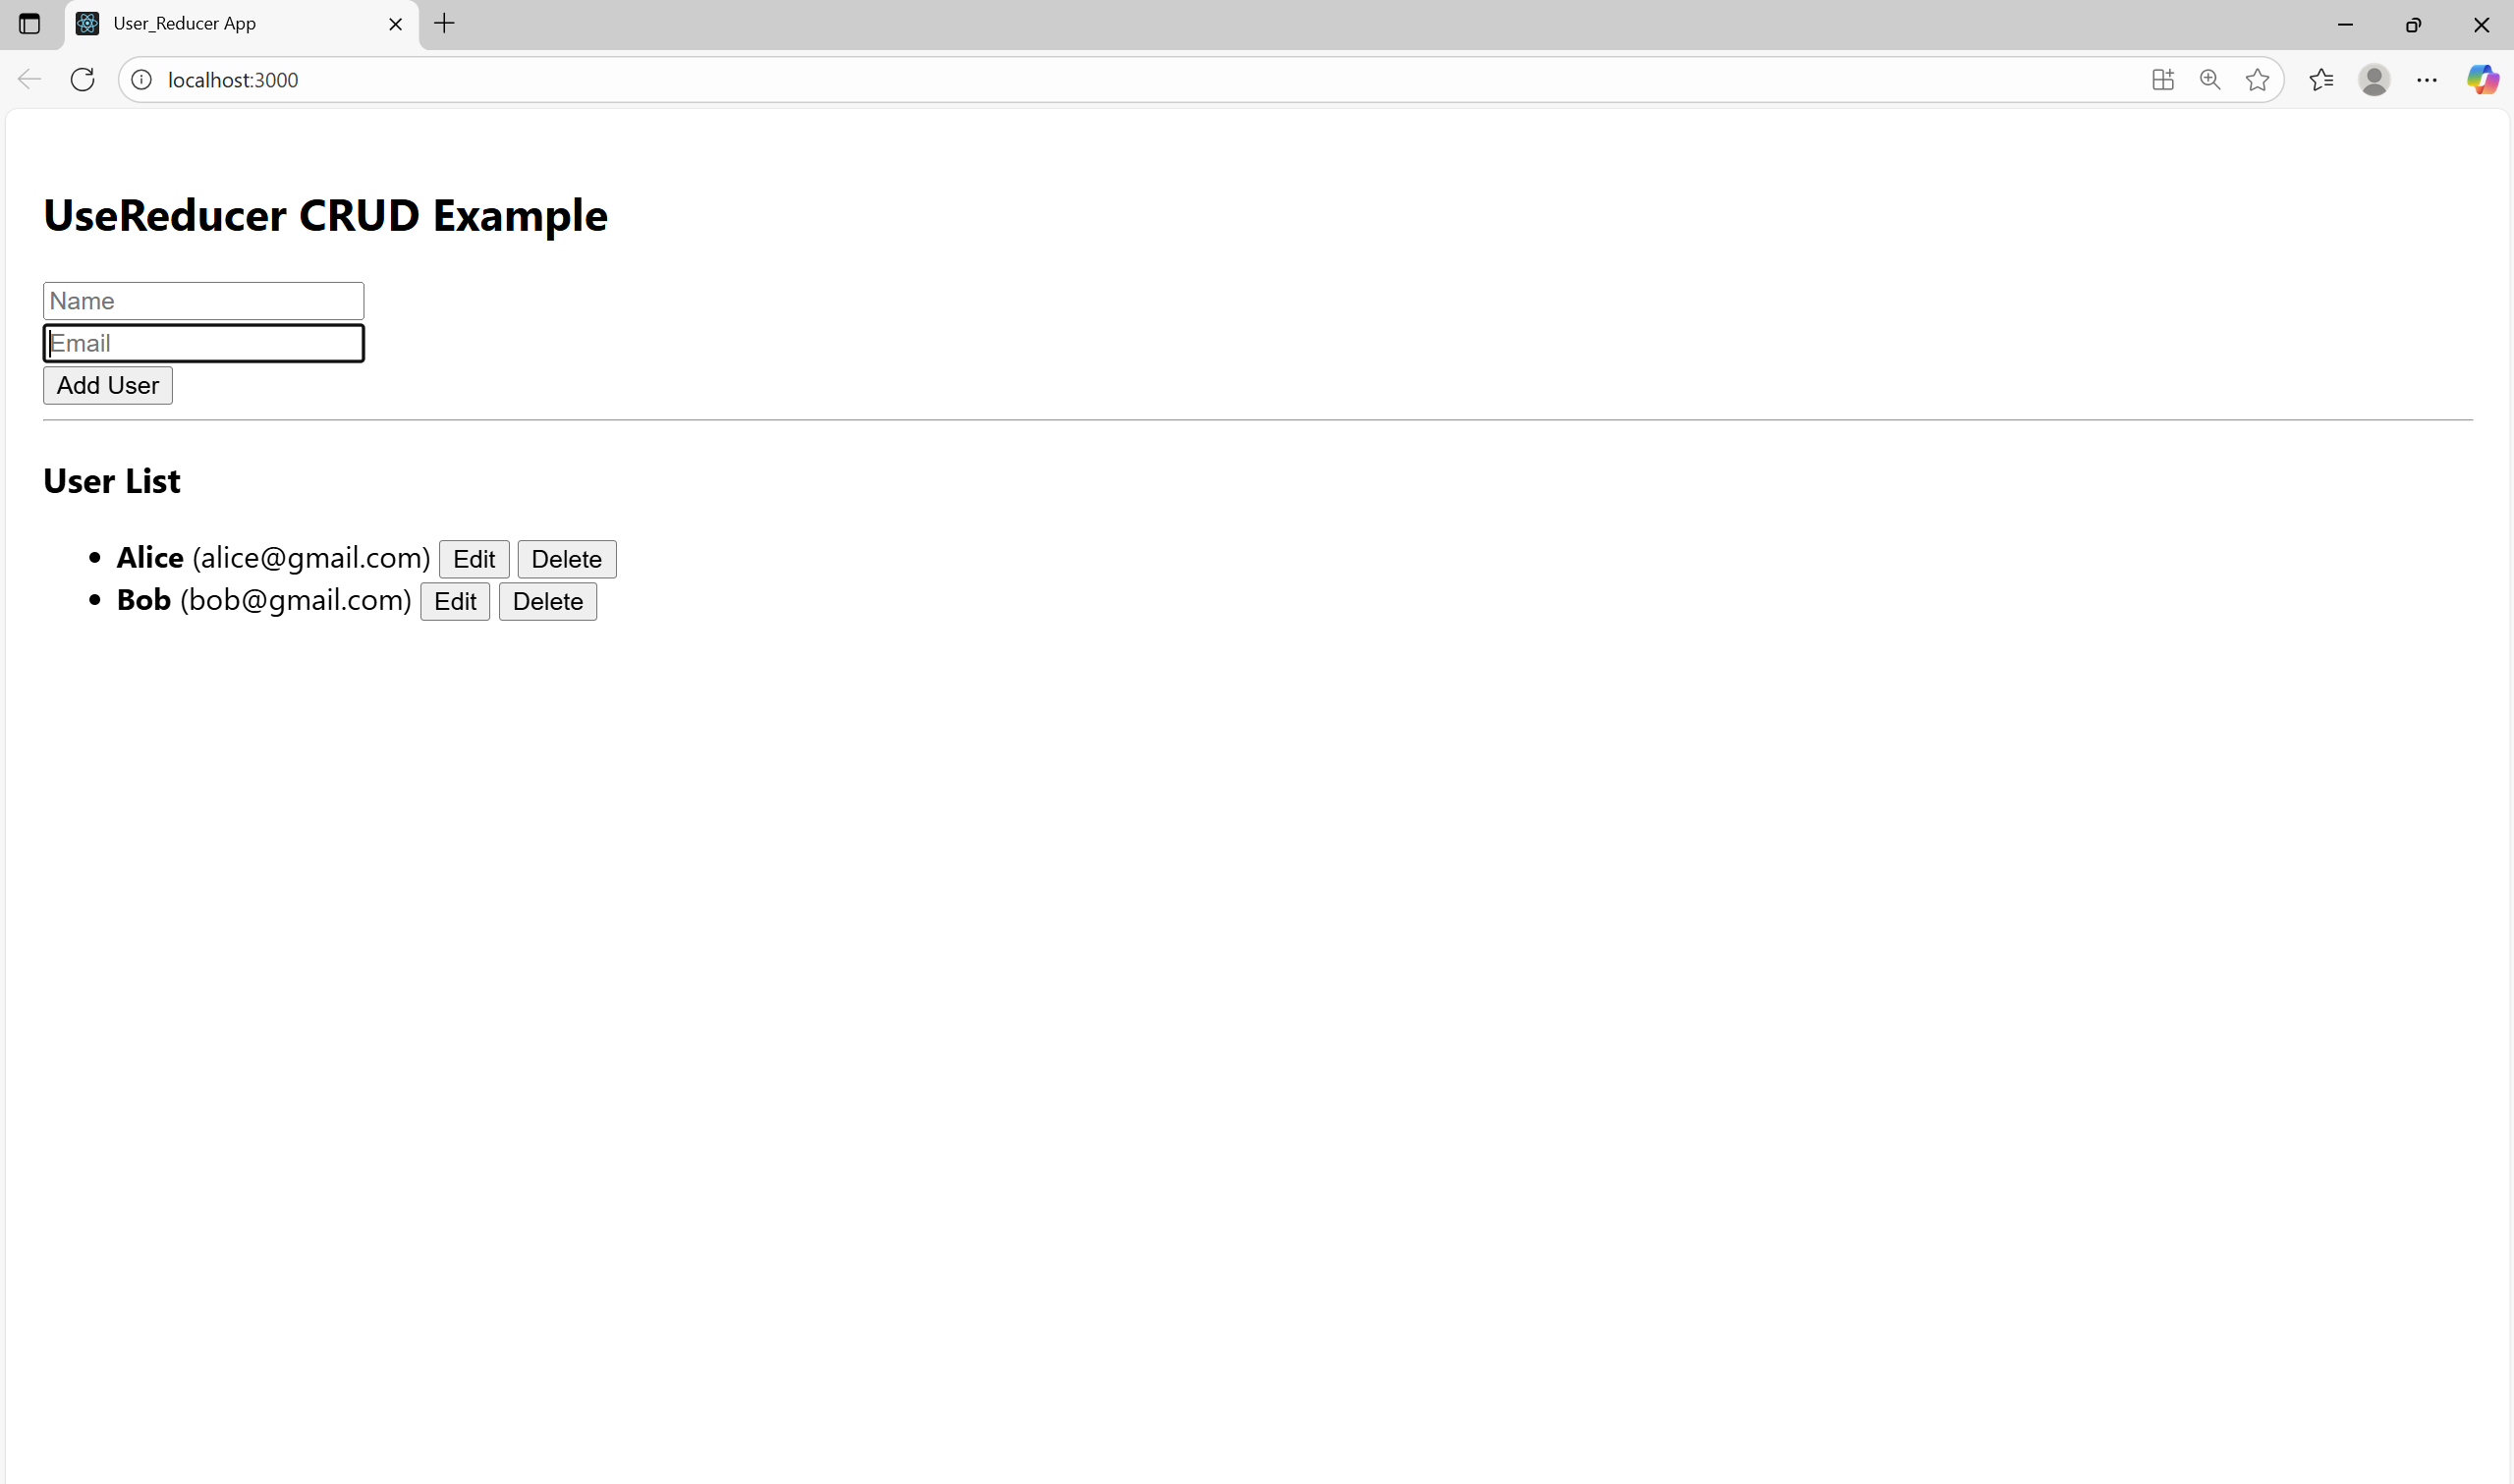 User_Reducer App
localhost:3000
UseReducer CRUD Example
Name
Email
Add User
User List
Alice (alice@gmail.com) Edit Delete
Bob (bob@gmail.com) Edit Delete